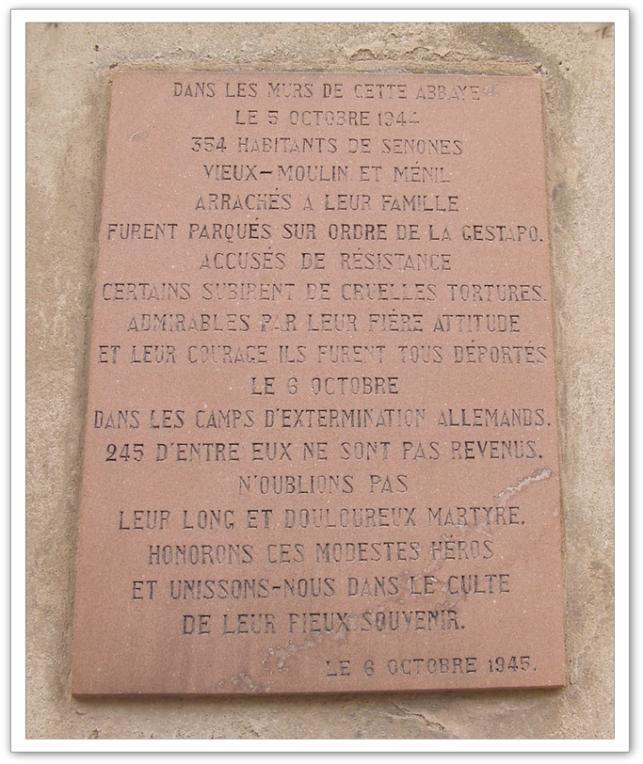 DANS LES MURS DE CETTE ABBAYE
LE 5 OCTOBRE 1944
354 HABITANTS DE SENONES
VIEUX-MOULIN ET MÉNIL
ARRACHÉS A LEUR FAMILLE
FURENT PARQUÉS SUR ORDRE DE LA GESTAPO.
ACCUSÉS DE RÉSISTANCE
CERTAINS SUBIRENT DE CRUELLES TORTURES.
ADMIRABLES PAR LEUR FIÉRE ATTITUDE
ET LEUR COURAGE ILS FURENT TOUS DÉPORTÉS
LE 6 OCTOBRE
DANS LES CAMPS D'EXTERMINATION ALLEMANDS.
245 D'ENTRE EUX NE SONT PAS REVENUS.
N'OUBLIONS PAS
LEUR LONG ET DOULOUREUX MARTYRE.
HONORONS CES MODESTES HÉROS
ET UNISSONS-NOUS DANS LE CULTE
DE LEUR PIEUX SOUVENIR.
LE 6 OCTOBRE 1945.